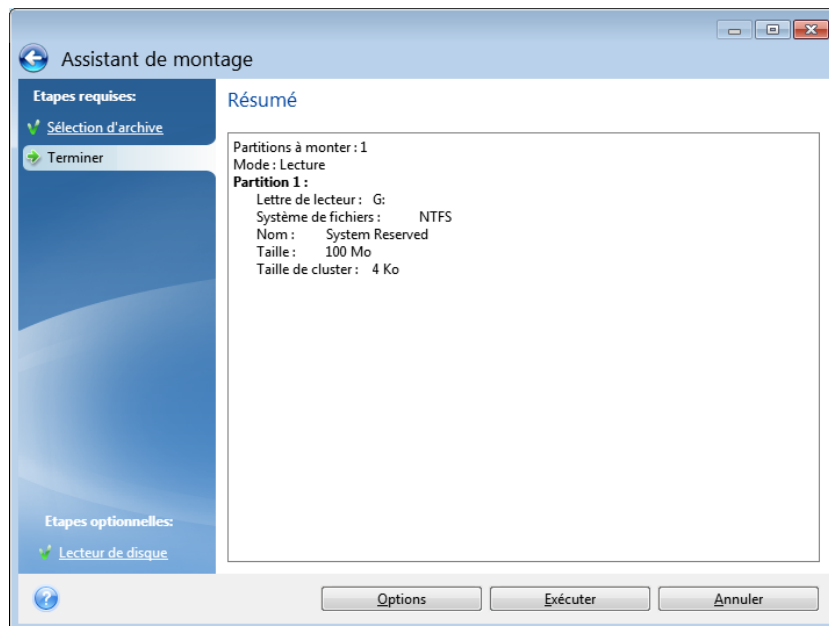 Assistant de montage
Etapes requises:
Sélection d'archive
Terminer
Résumé
Partitions à monter : 1
Mode : Lecture
Partition 1 :
Lettre de lecteur : G:
Système de fichiers : NTFS
Nom : System Reserved
Taille : 100 Mo
Taille de cluster : 4 Ko
Etapes optionnelles:
Lecteur de disque
Options
Exécuter
Annuler